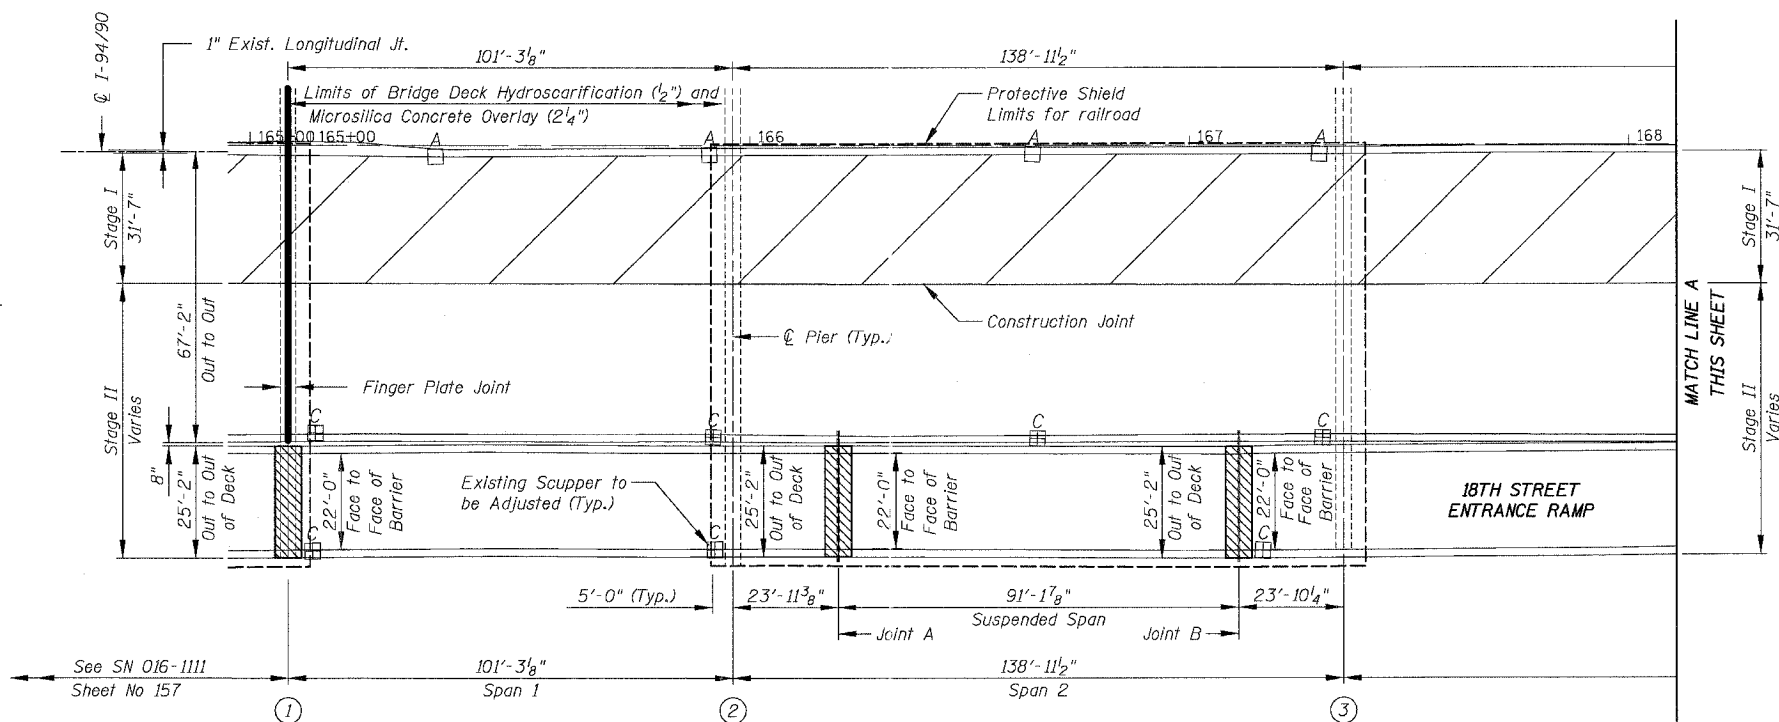 1" Exist. Longitudinal Jt.
101'-3⅛"
138'-11½"
℄ I-94/90
Limits of Bridge Deck Hydroscarification (½") and
Microsilica Concrete Overlay (2¼")
Protective Shield
Limits for railroad
165+00 165+00
A
A
166
A
167
A
168
Stage I
31'-7"
Stage I
31'-7"
67'-2"
Out to Out
Construction Joint
℄ Pier (Typ.)
MATCH LINE A
THIS SHEET
Finger Plate Joint
Stage II
Varies
Stage II
Varies
C
C
C
C
8"
25'-2"
Out to Out
of Deck
22'-0"
Face to
Face of
Barrier
Existing Scupper to
be Adjusted (Typ.)
25'-2"
Out to Out
of Deck
22'-0"
Face to
Face of
Barrier
25'-2"
Out to Out
of Deck
22'-0"
Face to
Face of
Barrier
18TH STREET
ENTRANCE RAMP
C
C
C
5'-0" (Typ.)
23'-11⅜"
91'-1⅞"
Suspended Span
23'-10¼"
Joint A
Joint B
See SN 016-1111
Sheet No 157
101'-3⅛"
Span 1
138'-11½"
Span 2
1
2
3